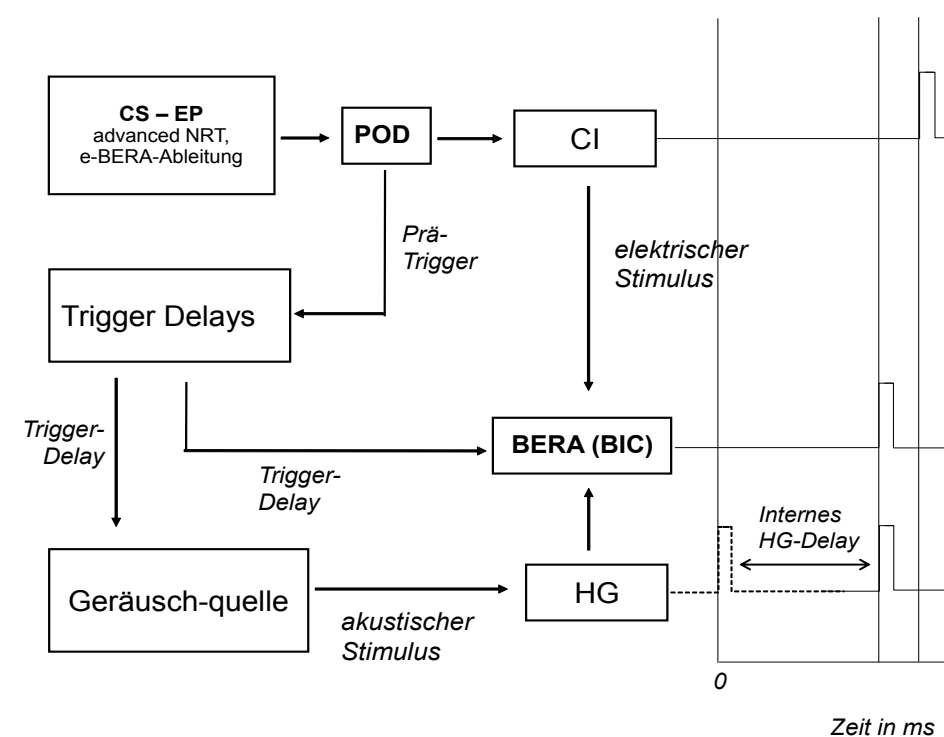 CS – EP
advanced NRT,
e-BERA-Ableitung
POD
CI
Prä-
Trigger
elektrischer
Stimulus
Trigger Delays
Trigger-
Delay
Trigger-
Delay
BERA (BIC)
Internes
HG-Delay
Geräusch-quelle
akustischer
Stimulus
HG
0
Zeit in ms